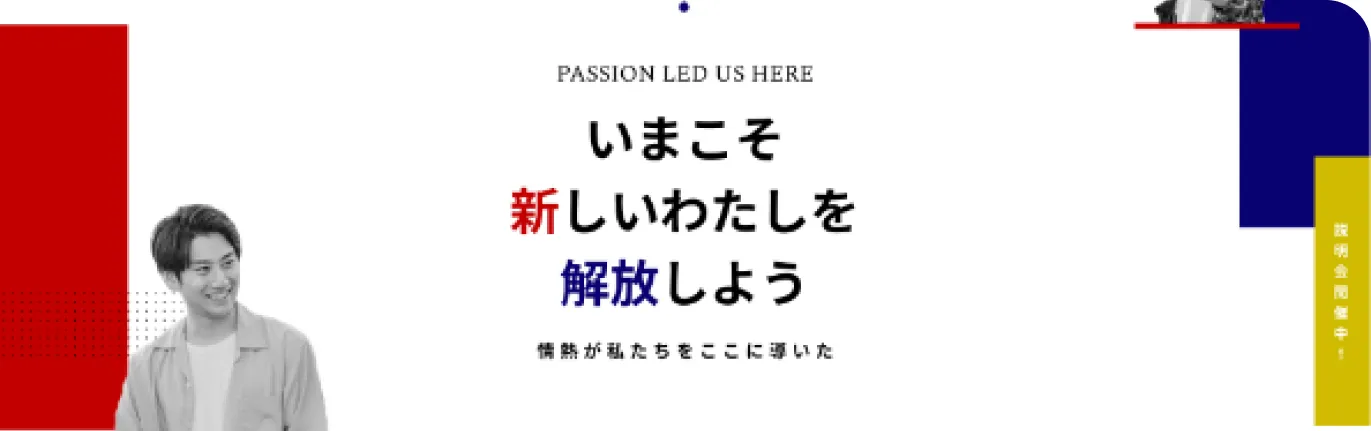 PASSION LED US HERE
いまこそ
新しいわたしを
解放しよう
情熱が私たちをここに導いた
説明会開催中！